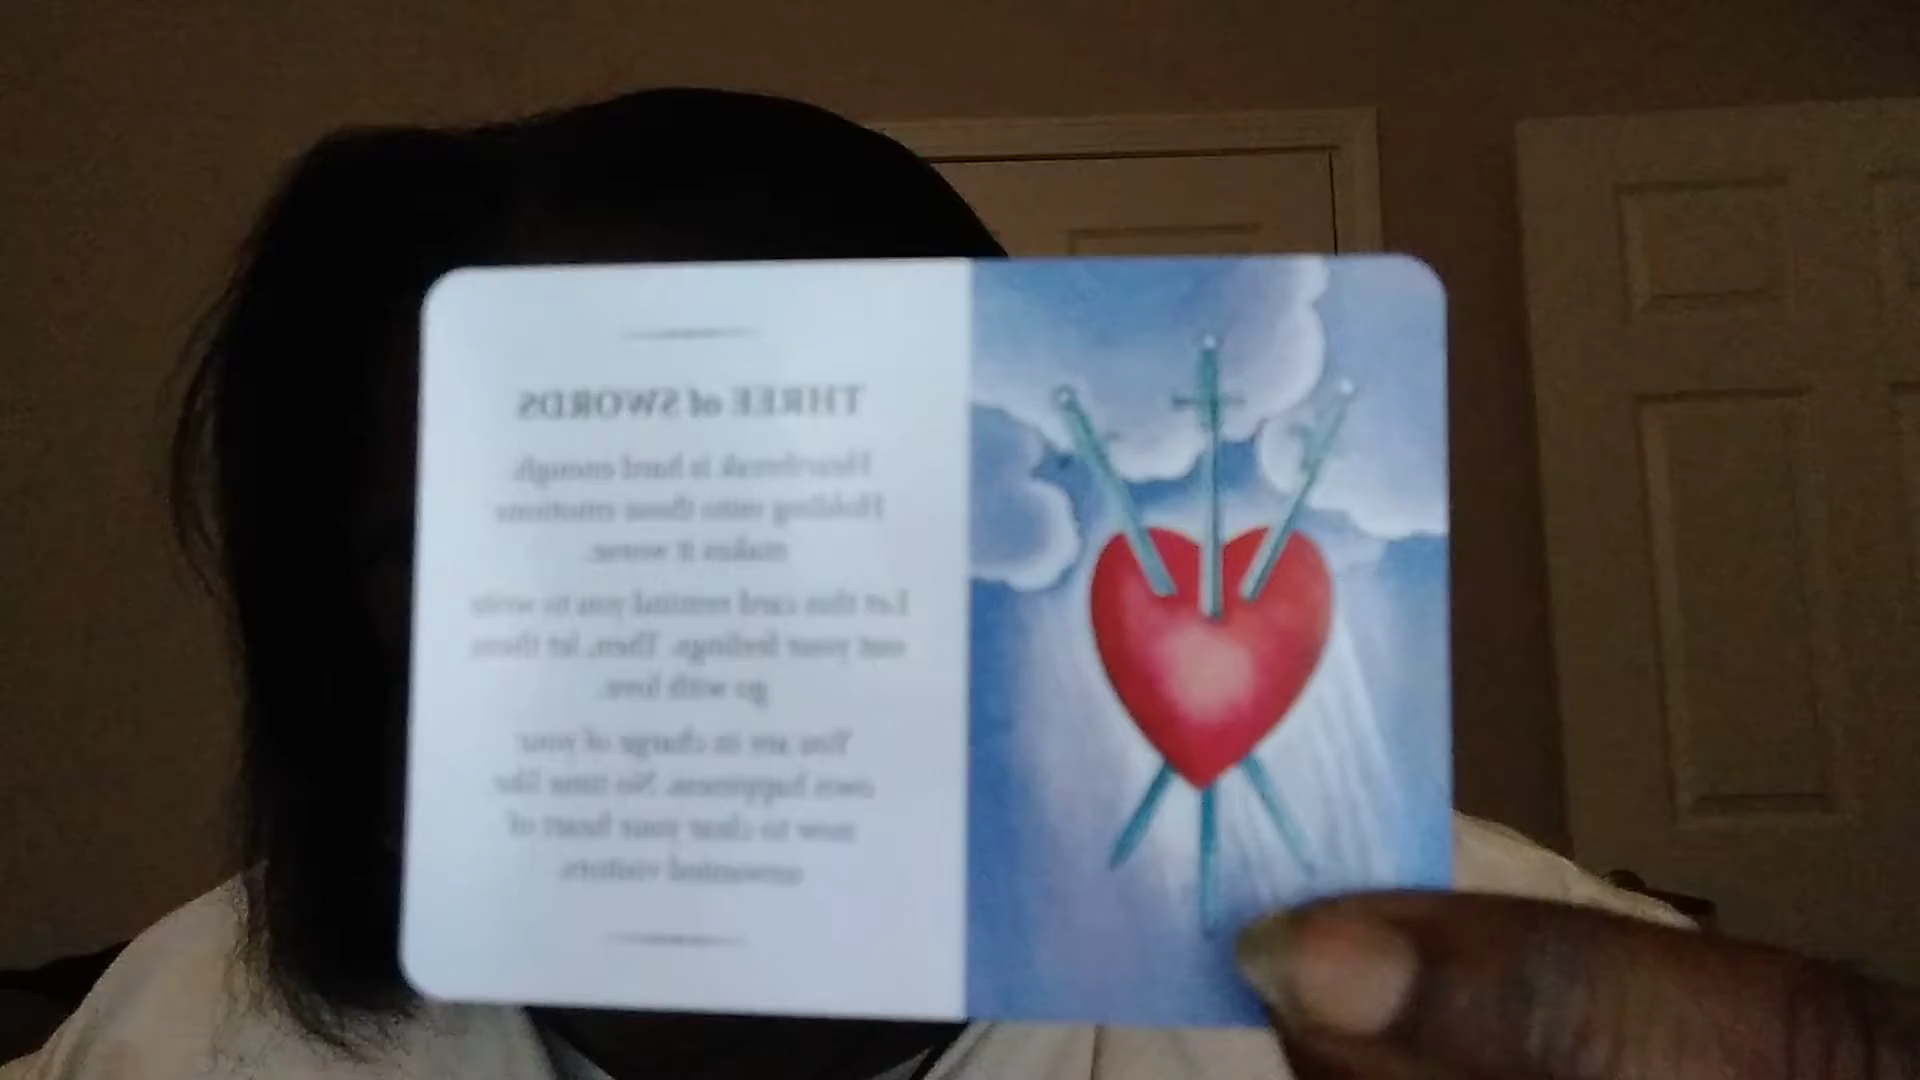 THREE of SWORDS
Heartbreak is hard enough.
Holding onto those emotions
makes it worse.
Let this card remind you to write
out your feelings. Then, let them
go with love.
You are in charge of your
own happiness. No time like
now to clear your heart of
unwanted visitors.